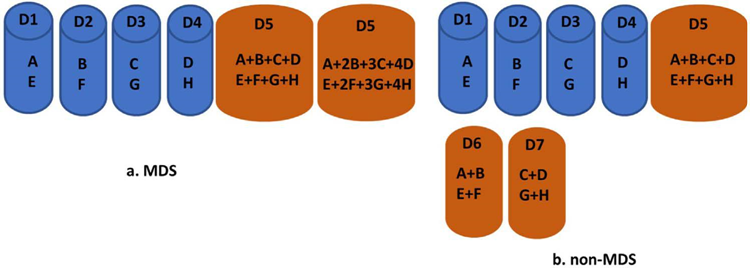 D1 D2 D3 D4 D5 D5
A B C D A+B+C+D A+2B+3C+4D
E F G H E+F+G+H E+2F+3G+4H
a. MDS
D1 D2 D3 D4 D5
A B C D A+B+C+D
E F G H E+F+G+H
D6 D7
A+B C+D
E+F G+H
b. non-MDS